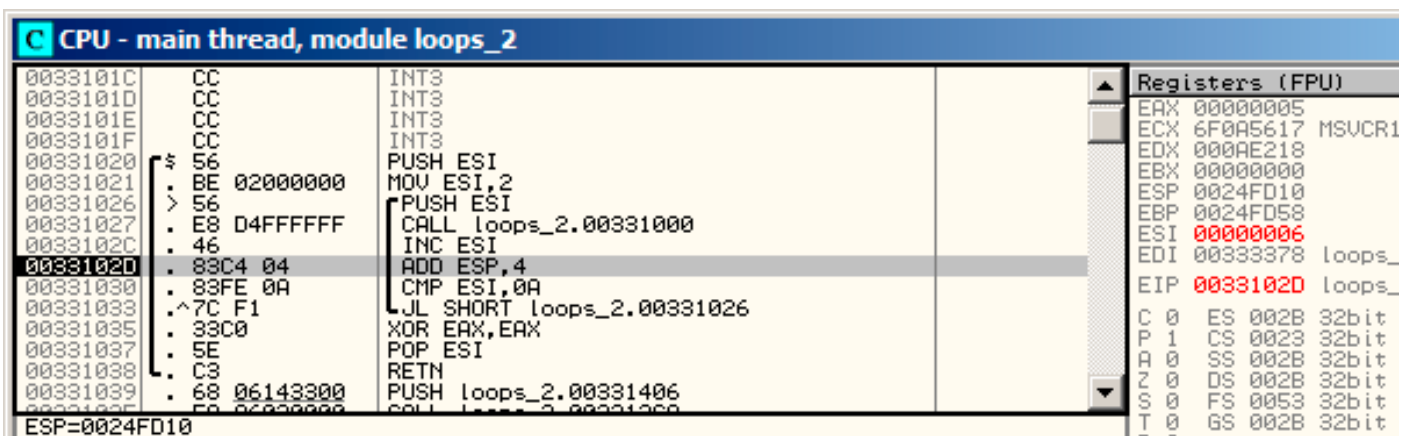 C CPU - main thread, module loops_2
0033101C CC INT3
0033101D CC INT3
0033101E CC INT3
0033101F CC INT3
00331020 $ 56 PUSH ESI
00331021 . BE 02000000 MOV ESI,2
00331026 > 56 PUSH ESI
00331027 . E8 D4FFFFFF CALL loops_2.00331000
0033102C . 46 INC ESI
0033102D . 83C4 04 ADD ESP,4
00331030 . 83FE 0A CMP ESI,0A
00331033 .^7C F1 JL SHORT loops_2.00331026
00331035 . 33C0 XOR EAX,EAX
00331037 . 5E POP ESI
00331038 . C3 RETN
00331039 . 68 06143300 PUSH loops_2.00331406
ESP=0024FD10
Registers (FPU)
EAX 00000005
ECX 6F0A5617 MSVCR1
EDX 000AE218
EBX 00000000
ESP 0024FD10
EBP 0024FD58
ESI 00000006
EDI 00333378 loops_
EIP 0033102D loops_
C 0 ES 002B 32bit
P 1 CS 0023 32bit
A 0 SS 002B 32bit
Z 0 DS 002B 32bit
S 0 FS 0053 32bit
T 0 GS 002B 32bit